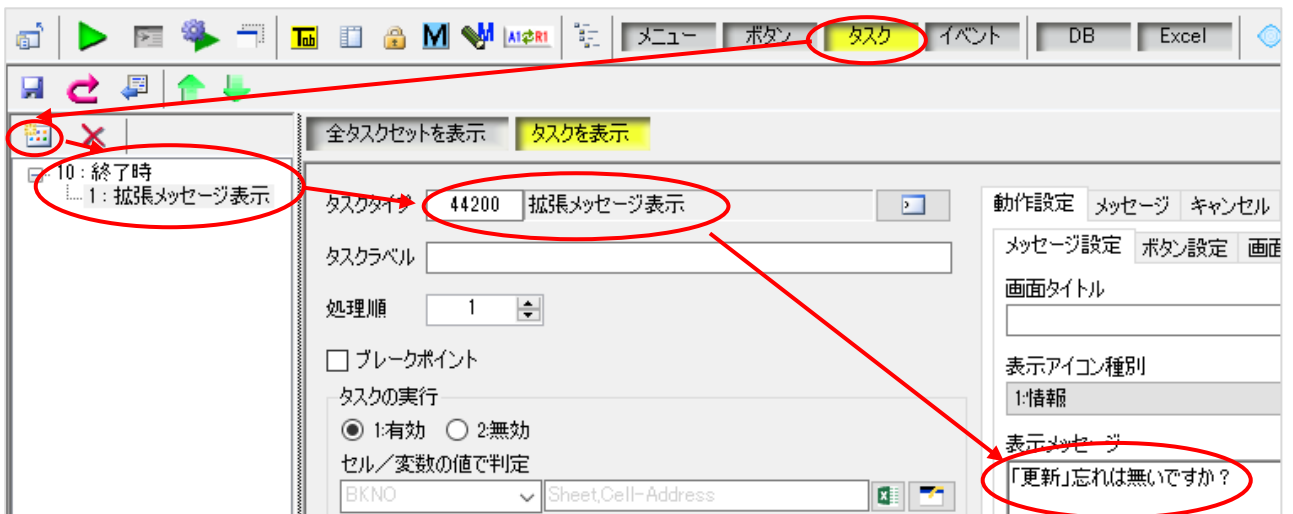 Tab M M A1 R1 メニュー ボタン タスク イベント DB Excel
全タスクセットを表示 タスクを表示
10 : 終了時
1 : 拡張メッセージ表示
タスクタイプ 44200 拡張メッセージ表示
動作設定 メッセージ キャンセル
タスクラベル
メッセージ設定 ボタン設定 画面
画面タイトル
処理順 1
ブレークポイント
表示アイコン種別
タスクの実行
1:情報
1:有効 2:無効
表示メッセージ
セル／変数の値で判定
「更新」忘れは無いですか？
BKNO Sheet,Cell-Address